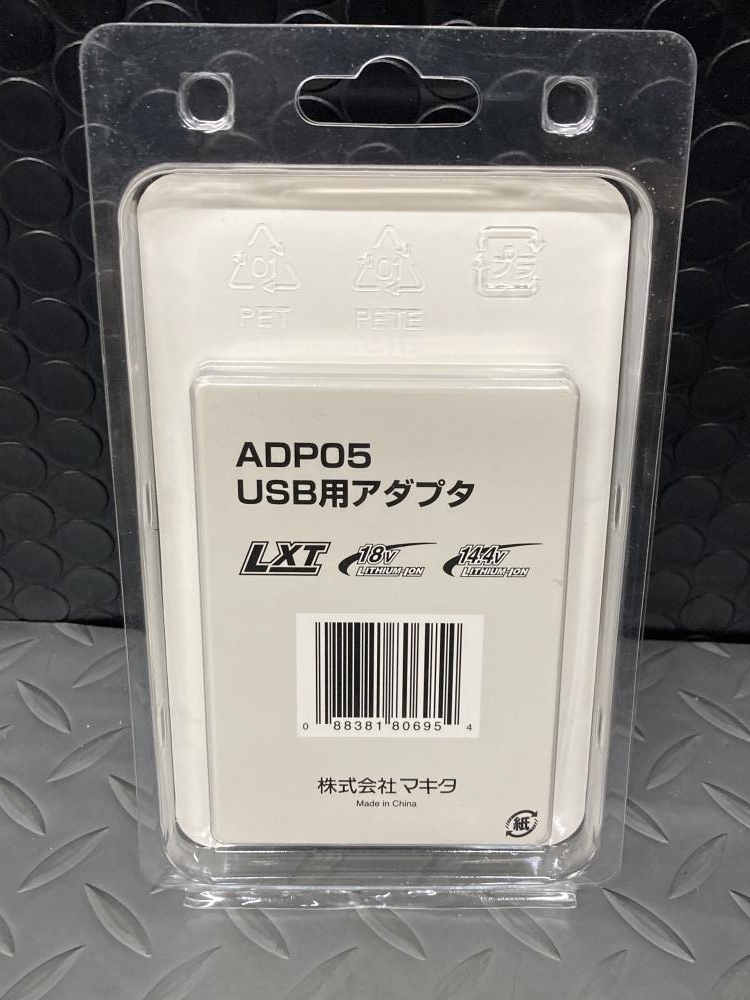 01 01 プラ
PET PETE
ADP05
USB用アダプタ
LXT 18V LITHIUM-ION 14.4V LITHIUM-ION
0 88381 80695 4
株式会社マキタ
Made in China
紙